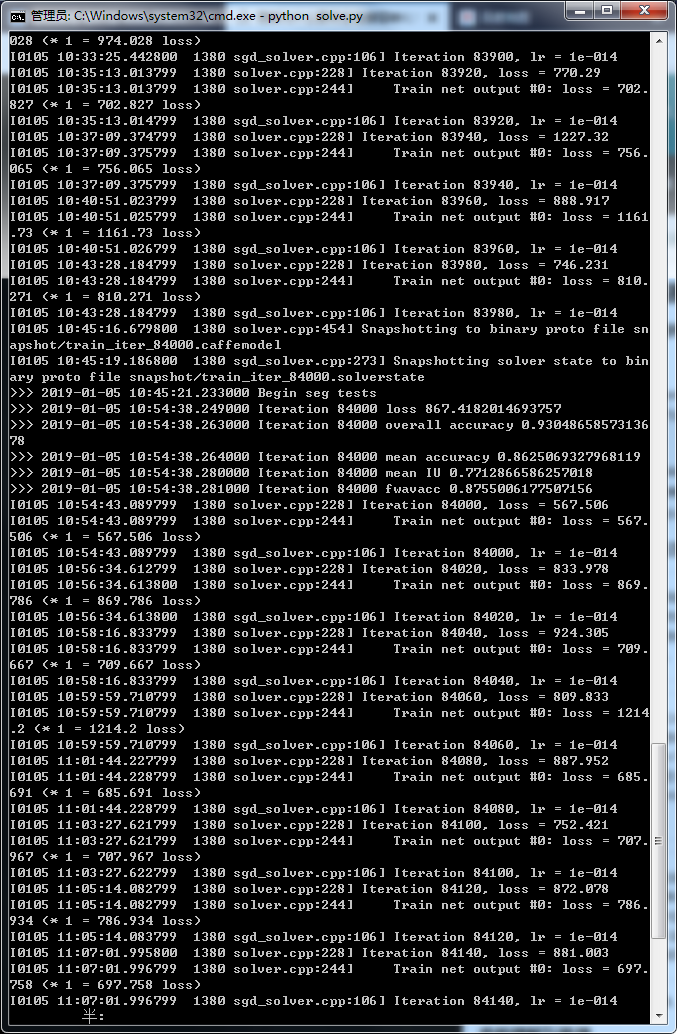 管理员: C:\Windows\system32\cmd.exe - python  solve.py
028 (* 1 = 974.028 loss)
I0105 10:33:25.442800  1380 sgd_solver.cpp:106] Iteration 83900, lr = 1e-014
I0105 10:35:13.013799  1380 solver.cpp:228] Iteration 83920, loss = 770.29
I0105 10:35:13.013799  1380 solver.cpp:244]     Train net output #0: loss = 702.
827 (* 1 = 702.827 loss)
I0105 10:35:13.014799  1380 sgd_solver.cpp:106] Iteration 83920, lr = 1e-014
I0105 10:37:09.374799  1380 solver.cpp:228] Iteration 83940, loss = 1227.32
I0105 10:37:09.375799  1380 solver.cpp:244]     Train net output #0: loss = 756.
065 (* 1 = 756.065 loss)
I0105 10:37:09.375799  1380 sgd_solver.cpp:106] Iteration 83940, lr = 1e-014
I0105 10:40:51.023799  1380 solver.cpp:228] Iteration 83960, loss = 888.917
I0105 10:40:51.025799  1380 solver.cpp:244]     Train net output #0: loss = 1161
.73 (* 1 = 1161.73 loss)
I0105 10:40:51.026799  1380 sgd_solver.cpp:106] Iteration 83960, lr = 1e-014
I0105 10:43:28.184799  1380 solver.cpp:228] Iteration 83980, loss = 746.231
I0105 10:43:28.184799  1380 solver.cpp:244]     Train net output #0: loss = 810.
271 (* 1 = 810.271 loss)
I0105 10:43:28.184799  1380 sgd_solver.cpp:106] Iteration 83980, lr = 1e-014
I0105 10:45:16.679800  1380 solver.cpp:454] Snapshotting to binary proto file sn
apshot/train_iter_84000.caffemodel
I0105 10:45:19.186800  1380 sgd_solver.cpp:273] Snapshotting solver state to bin
ary proto file snapshot/train_iter_84000.solverstate
>>> 2019-01-05 10:45:21.233000 Begin seg tests
>>> 2019-01-05 10:54:38.249000 Iteration 84000 loss 867.4182014693757
>>> 2019-01-05 10:54:38.263000 Iteration 84000 overall accuracy 0.93048658573136
78
>>> 2019-01-05 10:54:38.264000 Iteration 84000 mean accuracy 0.8625069327968119
>>> 2019-01-05 10:54:38.280000 Iteration 84000 mean IU 0.7712866586257018
>>> 2019-01-05 10:54:38.281000 Iteration 84000 fwavacc 0.8755006177507156
I0105 10:54:43.089799  1380 solver.cpp:228] Iteration 84000, loss = 567.506
I0105 10:54:43.089799  1380 solver.cpp:244]     Train net output #0: loss = 567.
506 (* 1 = 567.506 loss)
I0105 10:54:43.089799  1380 sgd_solver.cpp:106] Iteration 84000, lr = 1e-014
I0105 10:56:34.612799  1380 solver.cpp:228] Iteration 84020, loss = 833.978
I0105 10:56:34.613800  1380 solver.cpp:244]     Train net output #0: loss = 869.
786 (* 1 = 869.786 loss)
I0105 10:56:34.613800  1380 sgd_solver.cpp:106] Iteration 84020, lr = 1e-014
I0105 10:58:16.833799  1380 solver.cpp:228] Iteration 84040, loss = 924.305
I0105 10:58:16.833799  1380 solver.cpp:244]     Train net output #0: loss = 709.
667 (* 1 = 709.667 loss)
I0105 10:58:16.833799  1380 sgd_solver.cpp:106] Iteration 84040, lr = 1e-014
I0105 10:59:59.710799  1380 solver.cpp:228] Iteration 84060, loss = 809.833
I0105 10:59:59.710799  1380 solver.cpp:244]     Train net output #0: loss = 1214
.2 (* 1 = 1214.2 loss)
I0105 10:59:59.710799  1380 sgd_solver.cpp:106] Iteration 84060, lr = 1e-014
I0105 11:01:44.227799  1380 solver.cpp:228] Iteration 84080, loss = 887.952
I0105 11:01:44.228799  1380 solver.cpp:244]     Train net output #0: loss = 685.
691 (* 1 = 685.691 loss)
I0105 11:01:44.228799  1380 sgd_solver.cpp:106] Iteration 84080, lr = 1e-014
I0105 11:03:27.621799  1380 solver.cpp:228] Iteration 84100, loss = 752.421
I0105 11:03:27.621799  1380 solver.cpp:244]     Train net output #0: loss = 707.
967 (* 1 = 707.967 loss)
I0105 11:03:27.622799  1380 sgd_solver.cpp:106] Iteration 84100, lr = 1e-014
I0105 11:05:14.082799  1380 solver.cpp:228] Iteration 84120, loss = 872.078
I0105 11:05:14.082799  1380 solver.cpp:244]     Train net output #0: loss = 786.
934 (* 1 = 786.934 loss)
I0105 11:05:14.083799  1380 sgd_solver.cpp:106] Iteration 84120, lr = 1e-014
I0105 11:07:01.995800  1380 solver.cpp:228] Iteration 84140, loss = 881.003
I0105 11:07:01.996799  1380 solver.cpp:244]     Train net output #0: loss = 697.
758 (* 1 = 697.758 loss)
I0105 11:07:01.996799  1380 sgd_solver.cpp:106] Iteration 84140, lr = 1e-014
半: